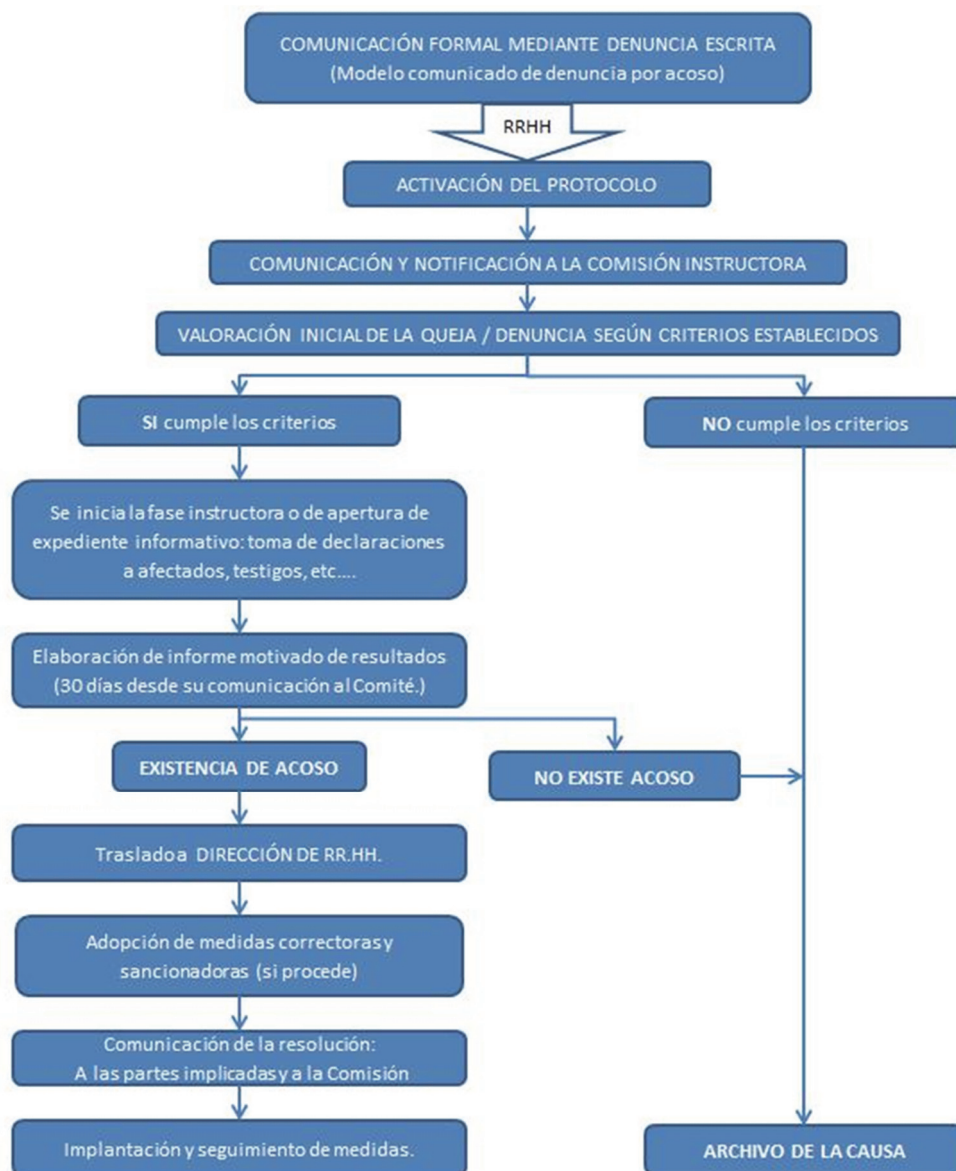 COMUNICACIÓN FORMAL MEDIANTE DENUNCIA ESCRITA
(Modelo comunicado de denuncia por acoso)
RRHH
ACTIVACIÓN DEL PROTOCOLO
COMUNICACIÓN Y NOTIFICACIÓN A LA COMISIÓN INSTRUCTORA
VALORACIÓN INICIAL DE LA QUEJA / DENUNCIA SEGÚN CRITERIOS ESTABLECIDOS
SI cumple los criterios
NO cumple los criterios
Se inicia la fase instructora o de apertura de
expediente informativo: toma de declaraciones
a afectados, testigos, etc....
Elaboración de informe motivado de resultados
(30 días desde su comunicación al Comité.)
EXISTENCIA DE ACOSO
NO EXISTE ACOSO
Traslado a DIRECCIÓN DE RR.HH.
Adopción de medidas correctoras y
sancionadoras (si procede)
Comunicación de la resolución:
A las partes implicadas y a la Comisión
Implantación y seguimiento de medidas.
ARCHIVO DE LA CAUSA